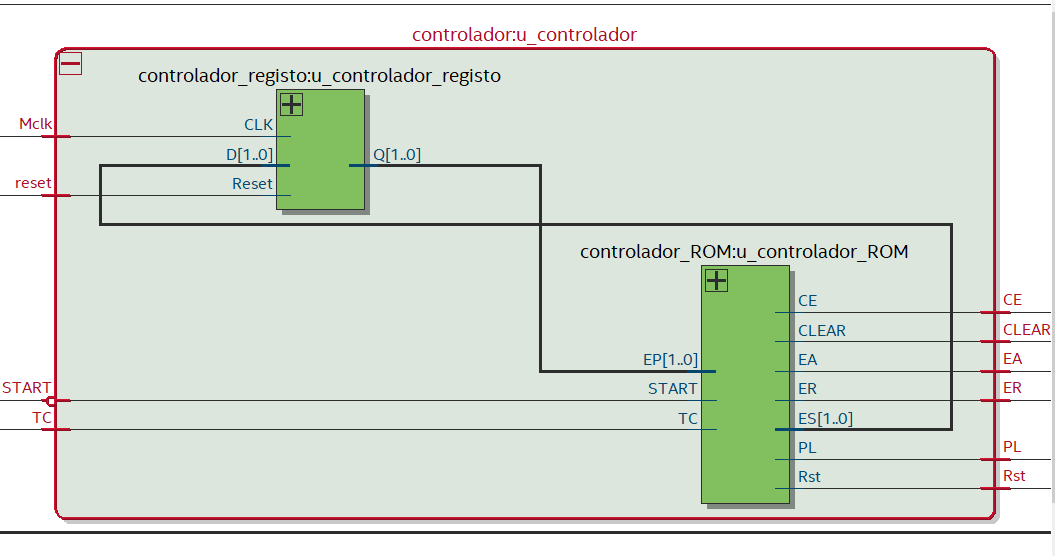 controlador:u_controlador
controlador_registo:u_controlador_registo
Mclk
CLK
D[1..0]
Q[1..0]
reset
Reset
controlador_ROM:u_controlador_ROM
CE
CE
CLEAR
CLEAR
EP[1..0]
EA
EA
START
START
ER
ER
TC
TC
ES[1..0]
PL
PL
Rst
Rst